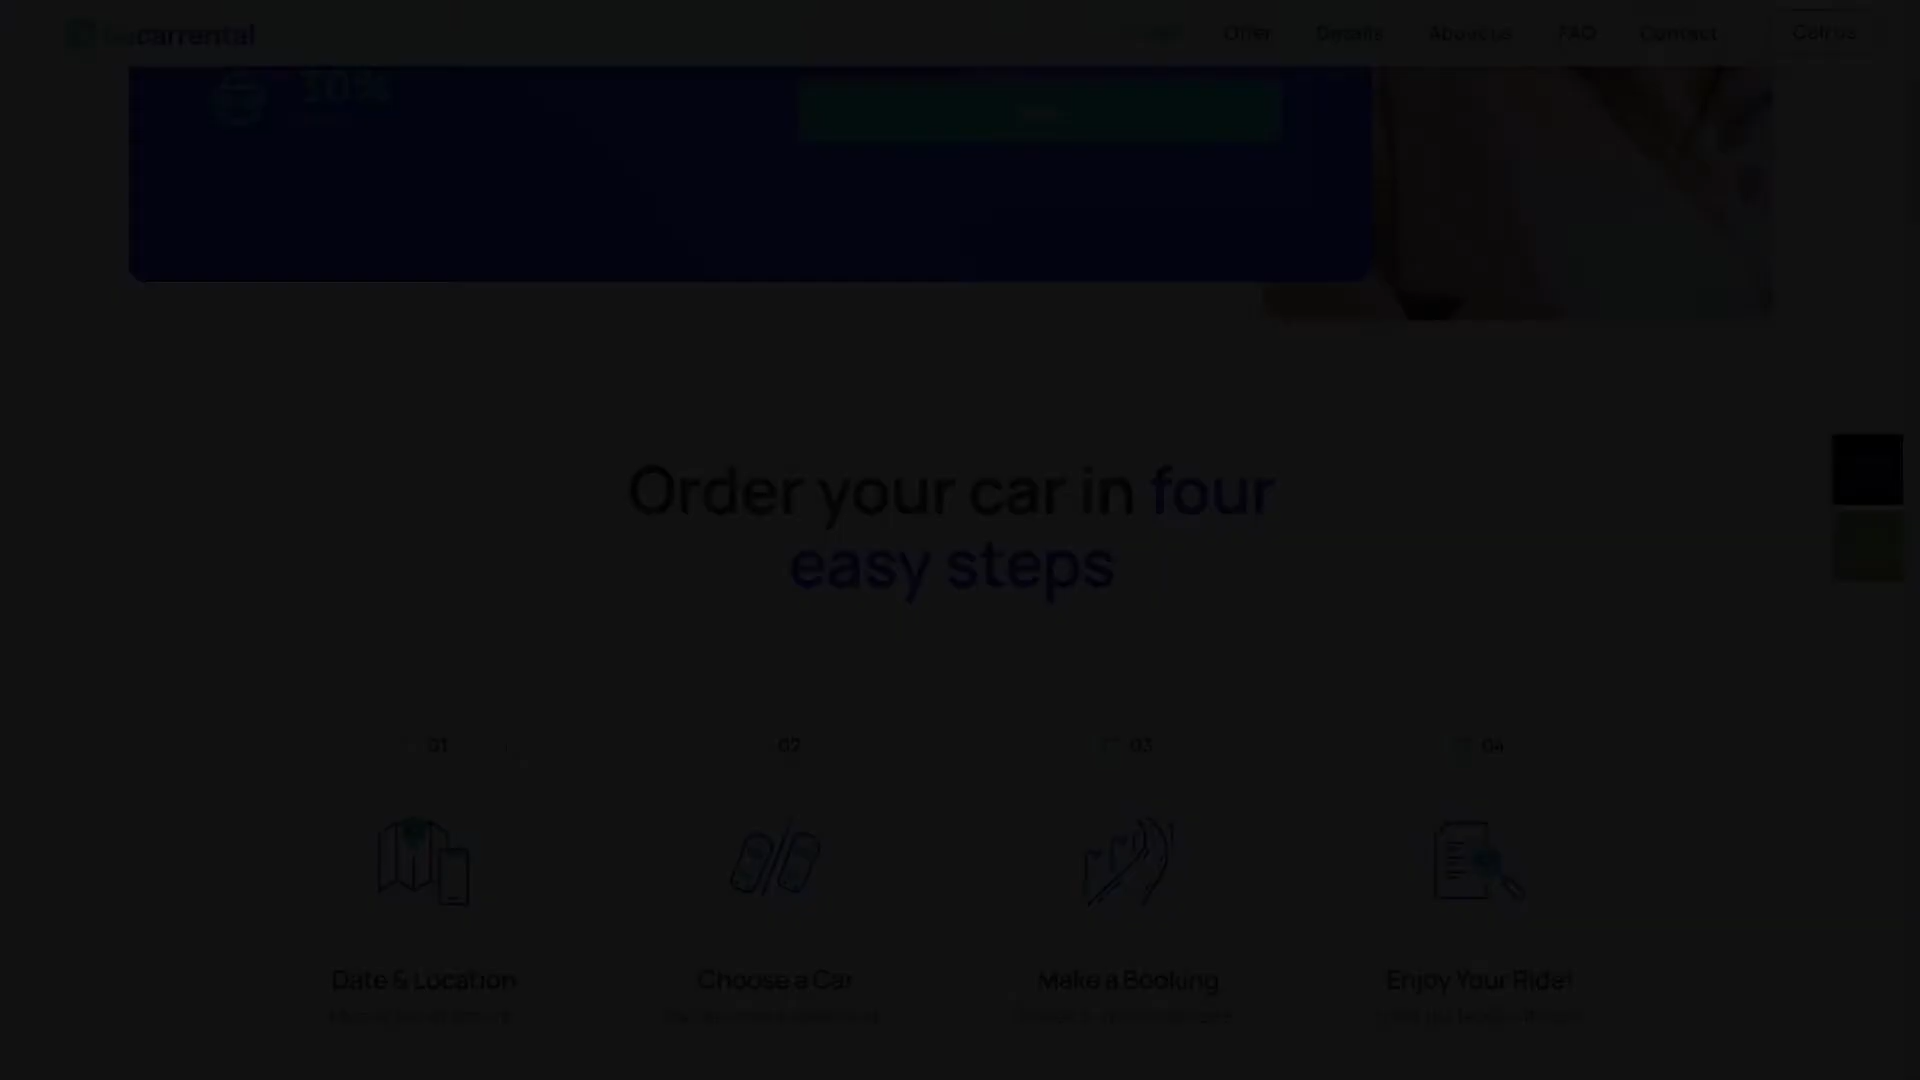 carrental
Offer
Details
About us
FAQ
Contact
Call us
10%
Order your car in four
easy steps
01
02
03
04
Date & Location
Choose a Car
Make a Booking
Enjoy Your Ride!